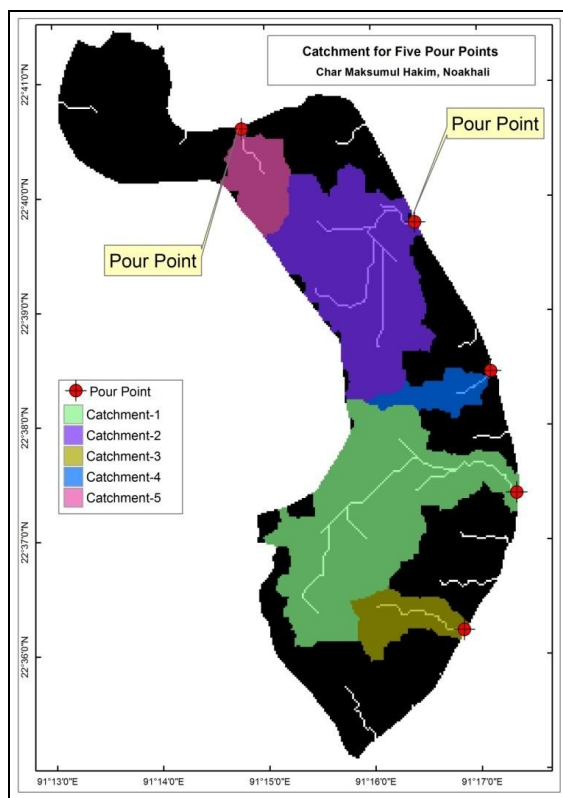 Catchment for Five Pour Points
Char Maksumul Hakim, Noakhali
22°41'0"N
Pour Point
22°40'0"N
Pour Point
22°39'0"N
Pour Point
Catchment-1
22°38'0"N
Catchment-2
Catchment-3
Catchment-4
Catchment-5
22°37'0"N
22°36'0"N
91°13'0"E 91°14'0"E 91°15'0"E 91°16'0"E 91°17'0"E